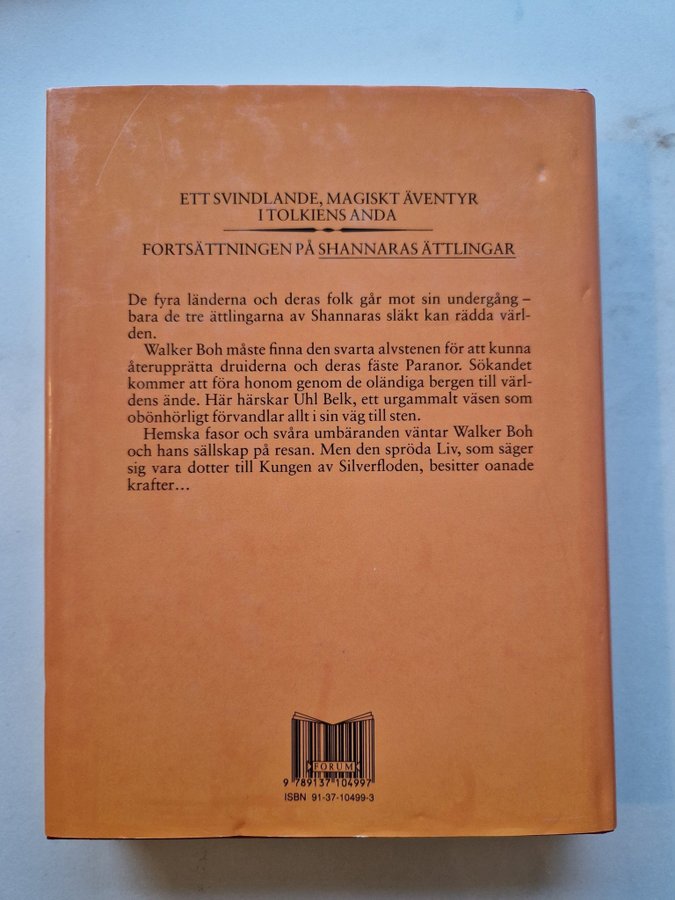 ETT SVINDLANDE, MAGISKT ÄVENTYR
I TOLKIENS ANDA
FORTSÄTTNINGEN PÅ SHANNARAS ÄTTLINGAR
De fyra länderna och deras folk går mot sin undergång –
bara de tre ättlingarna av Shannaras släkt kan rädda värl-
den.
Walker Boh måste finna den svarta alvstenen för att kunna
återupprätta druiderna och deras fäste Paranor. Sökandet
kommer att föra honom genom de oländiga bergen till värl-
dens ände. Här härskar Uhl Belk, ett urgammalt väsen som
obönhörligt förvandlar allt i sin väg till sten.
Hemska fasor och svåra umbäranden väntar Walker Boh
och hans sällskap på resan. Men den spröda Liv, som säger
sig vara dotter till Kungen av Silverfloden, besitter oanade
krafter...
FORUM
9 789137 104997
ISBN 91-37-10499-3